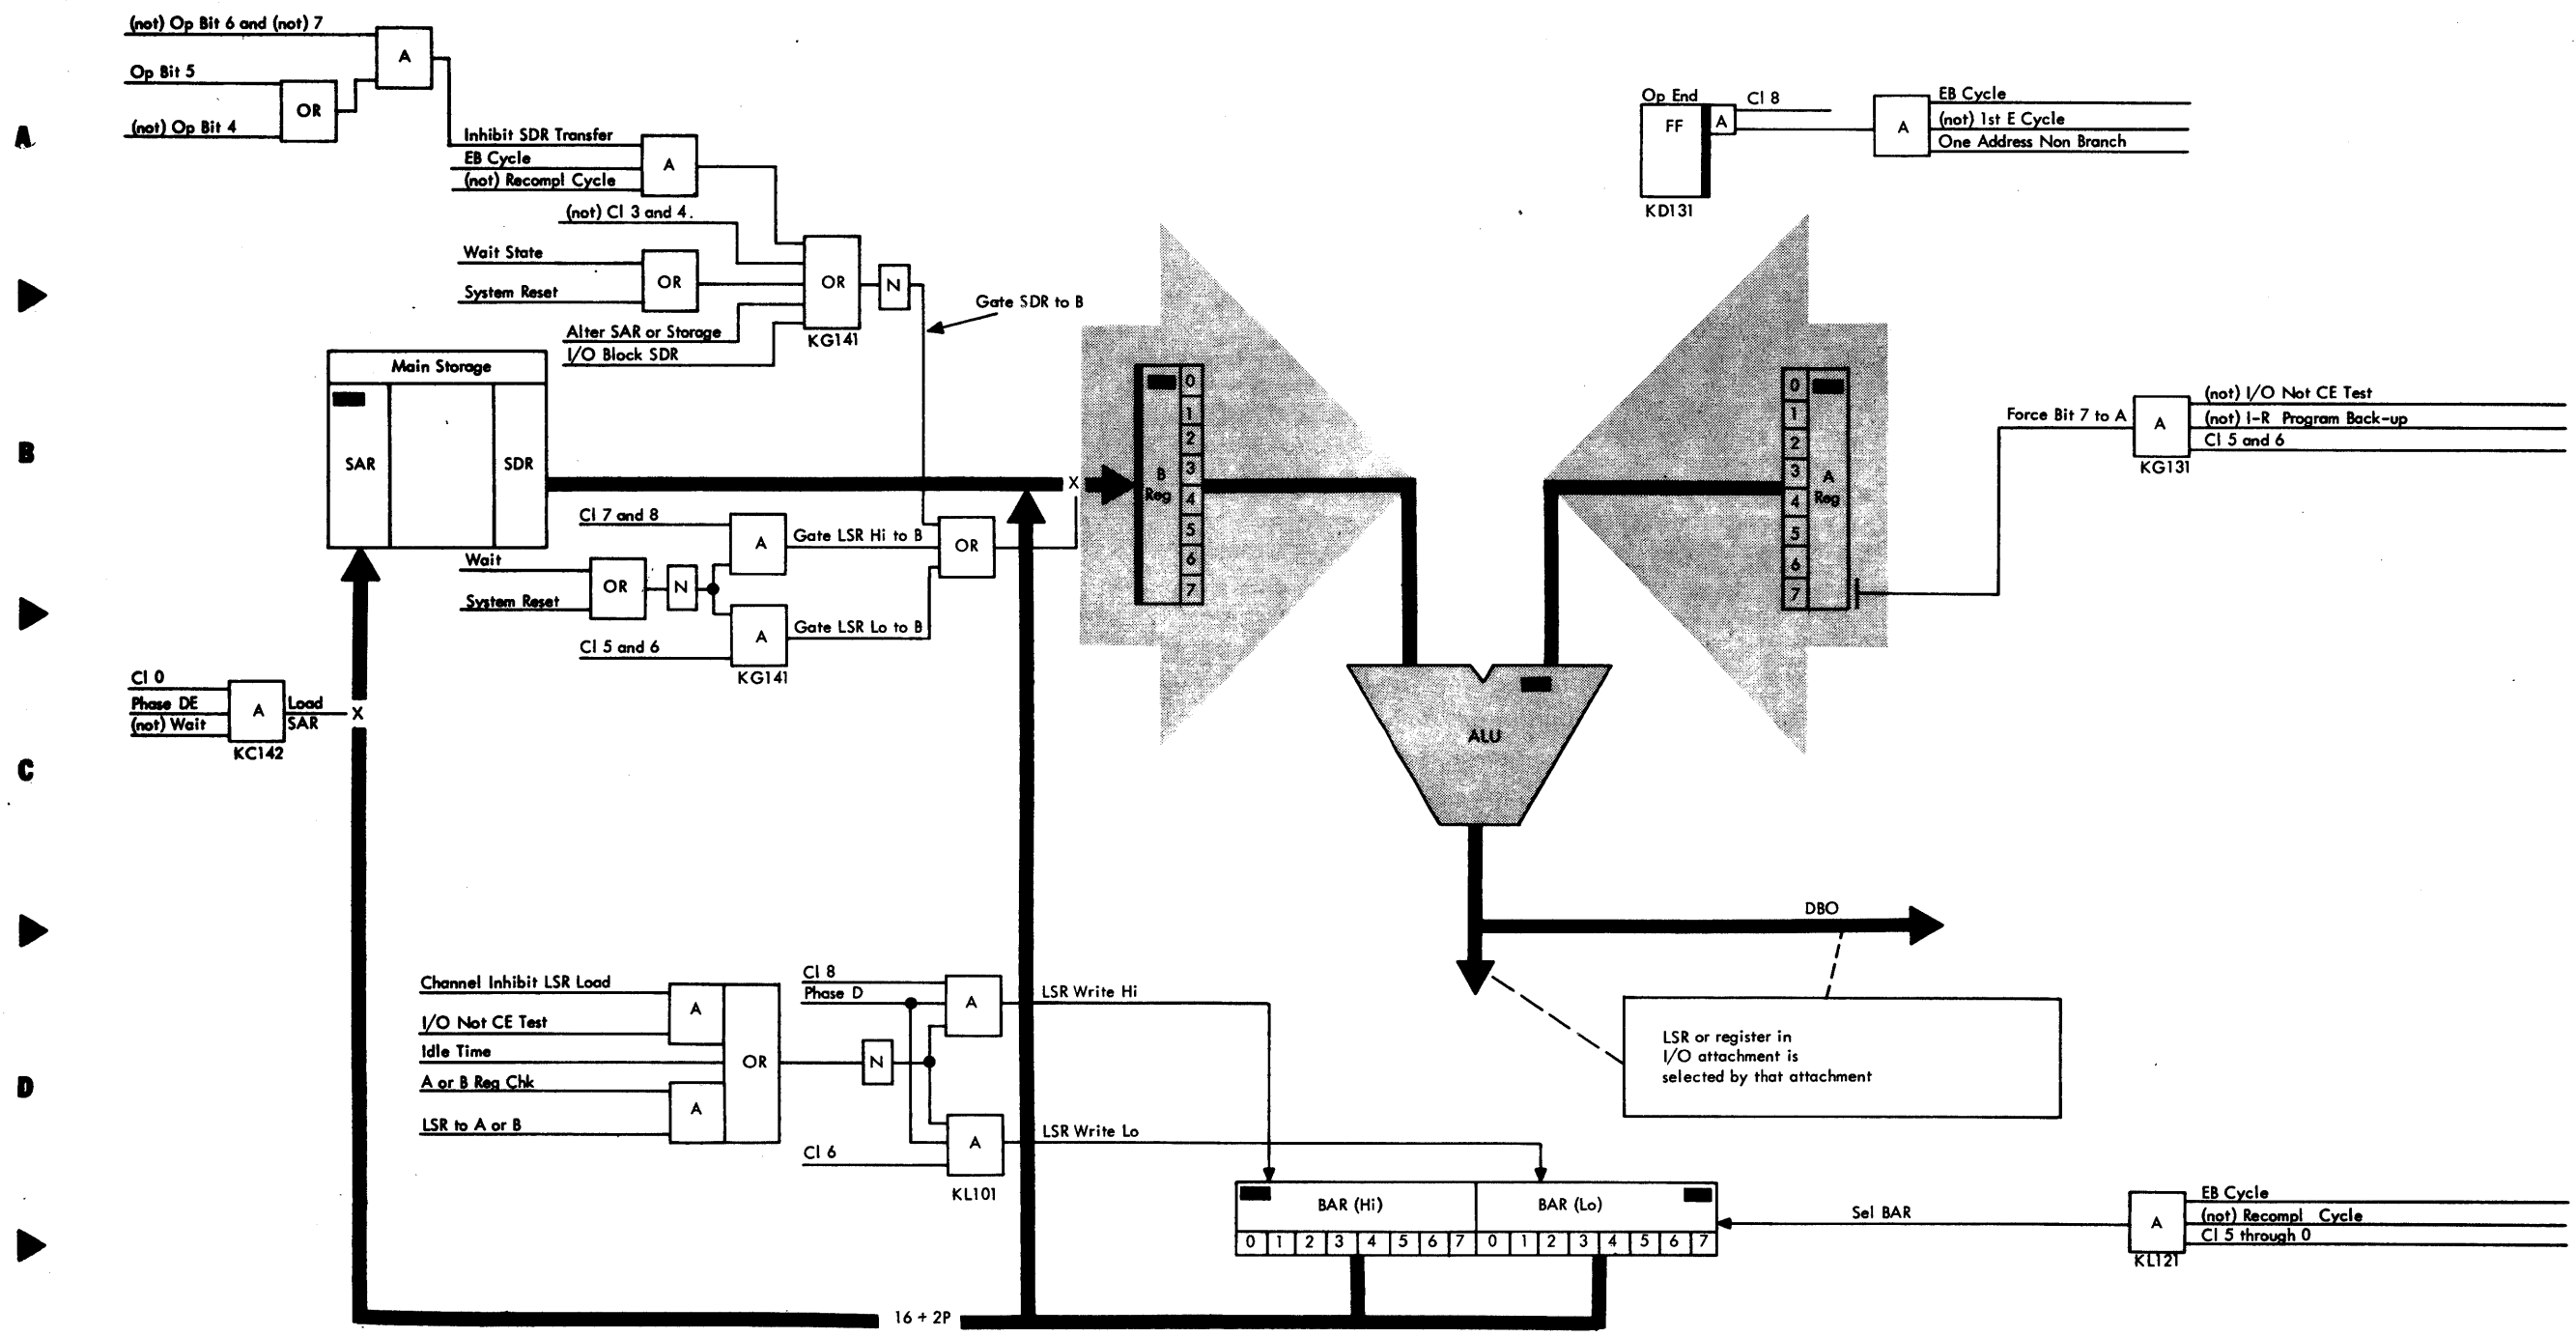 (not) Op Bit 6 and (not) 7
A
Op Bit 5
OR
(not) Op Bit 4
A
Inhibit SDR Transfer
EB Cycle
(not) Recompl Cycle
A
(not) Cl 3 and 4.
Wait State
System Reset
OR
OR
N
Alter SAR or Storage
I/O Block SDR
KG141
Gate SDR to B
Op End
FF
A
Cl 8
KD131
A
EB Cycle
(not) 1st E Cycle
One Address Non Branch
Main Storage
SAR
SDR
B
X
B
Reg
0
1
2
3
4
5
6
7
0
1
2
3
4
5
6
7
A
Reg
Force Bit 7 to A
A
(not) I/O Not CE Test
(not) I-R Program Back-up
Cl 5 and 6
KG131
Cl 7 and 8
A
Gate LSR Hi to B
OR
Wait
System Reset
OR
N
A
Gate LSR Lo to B
Cl 5 and 6
KG141
Cl 0
Phase DE
(not) Wait
A
Load
SAR
X
KC142
ALU
C
DBO
LSR or register in
I/O attachment is
selected by that attachment
Channel Inhibit LSR Load
I/O Not CE Test
Idle Time
A or B Reg Chk
LSR to A or B
A
OR
A
N
Cl 8
Phase D
A
LSR Write Hi
D
Cl 6
A
LSR Write Lo
KL101
BAR (Hi)
BAR (Lo)
0 1 2 3 4 5 6 7 0 1 2 3 4 5 6 7
Sel BAR
A
EB Cycle
(not) Recompl Cycle
Cl 5 through 0
KL121
16 + 2P